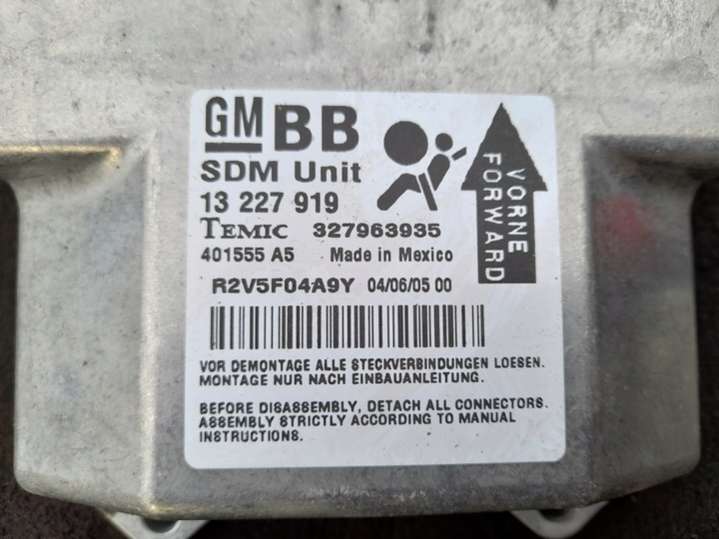 GM BB
SDM Unit
13 227 919
TEMIC 327963935
401555 A5 Made in Mexico
R2V5F04A9Y 04/06/05 00
VORNE
FORWARD
VOR DEMONTAGE ALLE STECKVERBINDUNGEN LOESEN.
MONTAGE NUR NACH EINBAUANLEITUNG.
BEFORE DISASSEMBLY, DETACH ALL CONNECTORS.
ASSEMBLY STRICTLY ACCORDING TO MANUAL
INSTRUCTIONS.